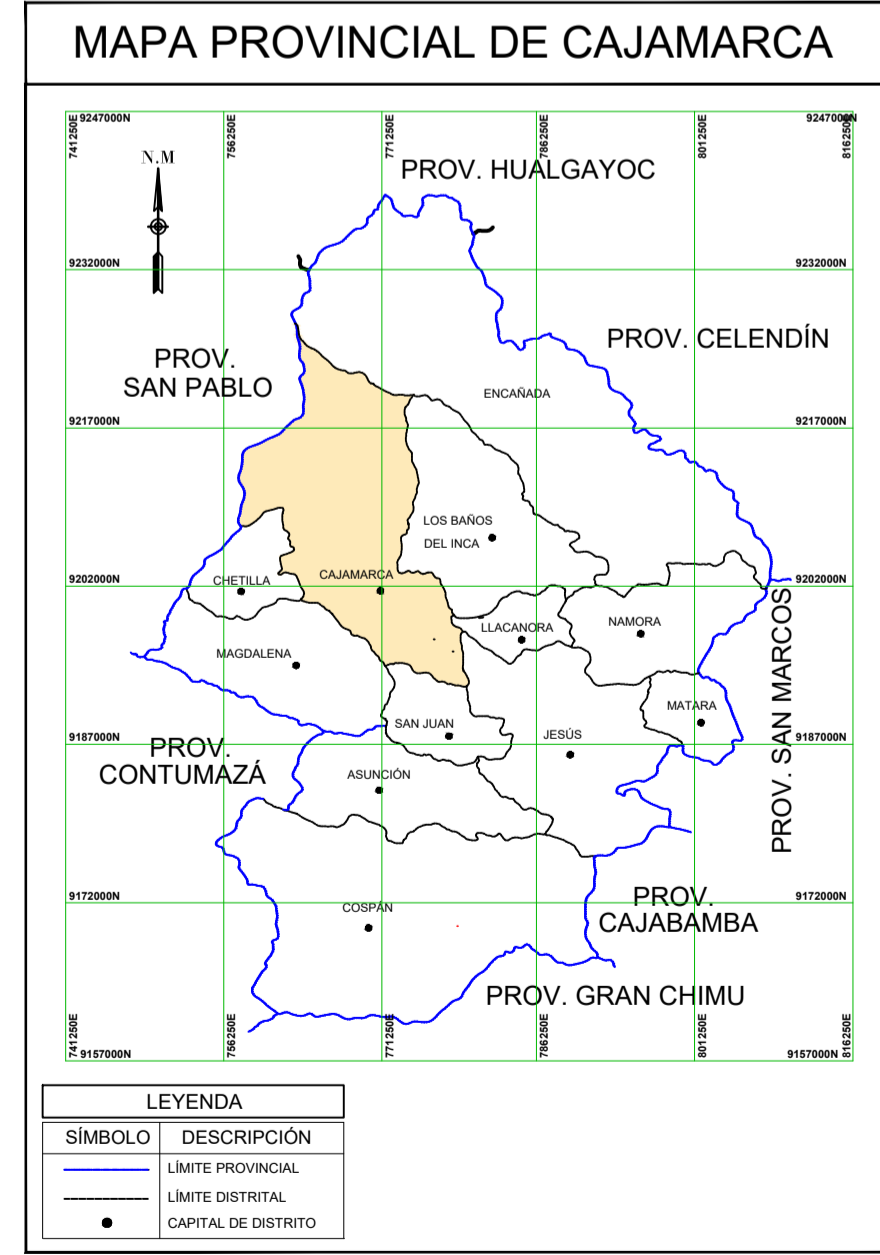 MAPA PROVINCIAL DE CAJAMARCA
741250E
9247000N
756250E
771250E
786250E
801250E
9247000N
816250E
N.M
PROV. HUALGAYOC
9232000N
9232000N
PROV. CELENDÍN
PROV.
SAN PABLO
ENCAÑADA
9217000N
9217000N
LOS BAÑOS
DEL INCA
9202000N
9202000N
CHETILLA
CAJAMARCA
LLACANORA
NAMORA
MAGDALENA
PROV. SAN MARCOS
MATARA
SAN JUAN
JESÚS
9187000N
9187000N
PROV.
CONTUMAZÁ
ASUNCIÓN
9172000N
9172000N
PROV.
CAJABAMBA
COSPÁN
PROV. GRAN CHIMU
741250E
9157000N
756250E
771250E
786250E
801250E
9157000N
816250E
LEYENDA
SÍMBOLO DESCRIPCIÓN
LÍMITE PROVINCIAL
LÍMITE DISTRITAL
CAPITAL DE DISTRITO